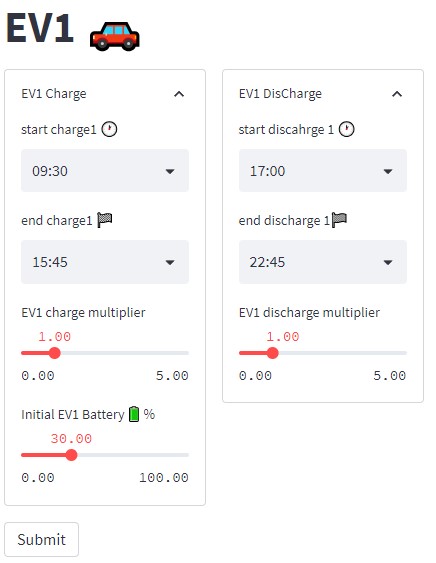 EV1
EV1 Charge
start charge1
09:30
end charge1
15:45
EV1 charge multiplier
1.00
0.00 5.00
Initial EV1 Battery %
30.00
0.00 100.00
EV1 DisCharge
start discahrge 1
17:00
end discharge 1
22:45
EV1 discharge multiplier
1.00
0.00 5.00
Submit